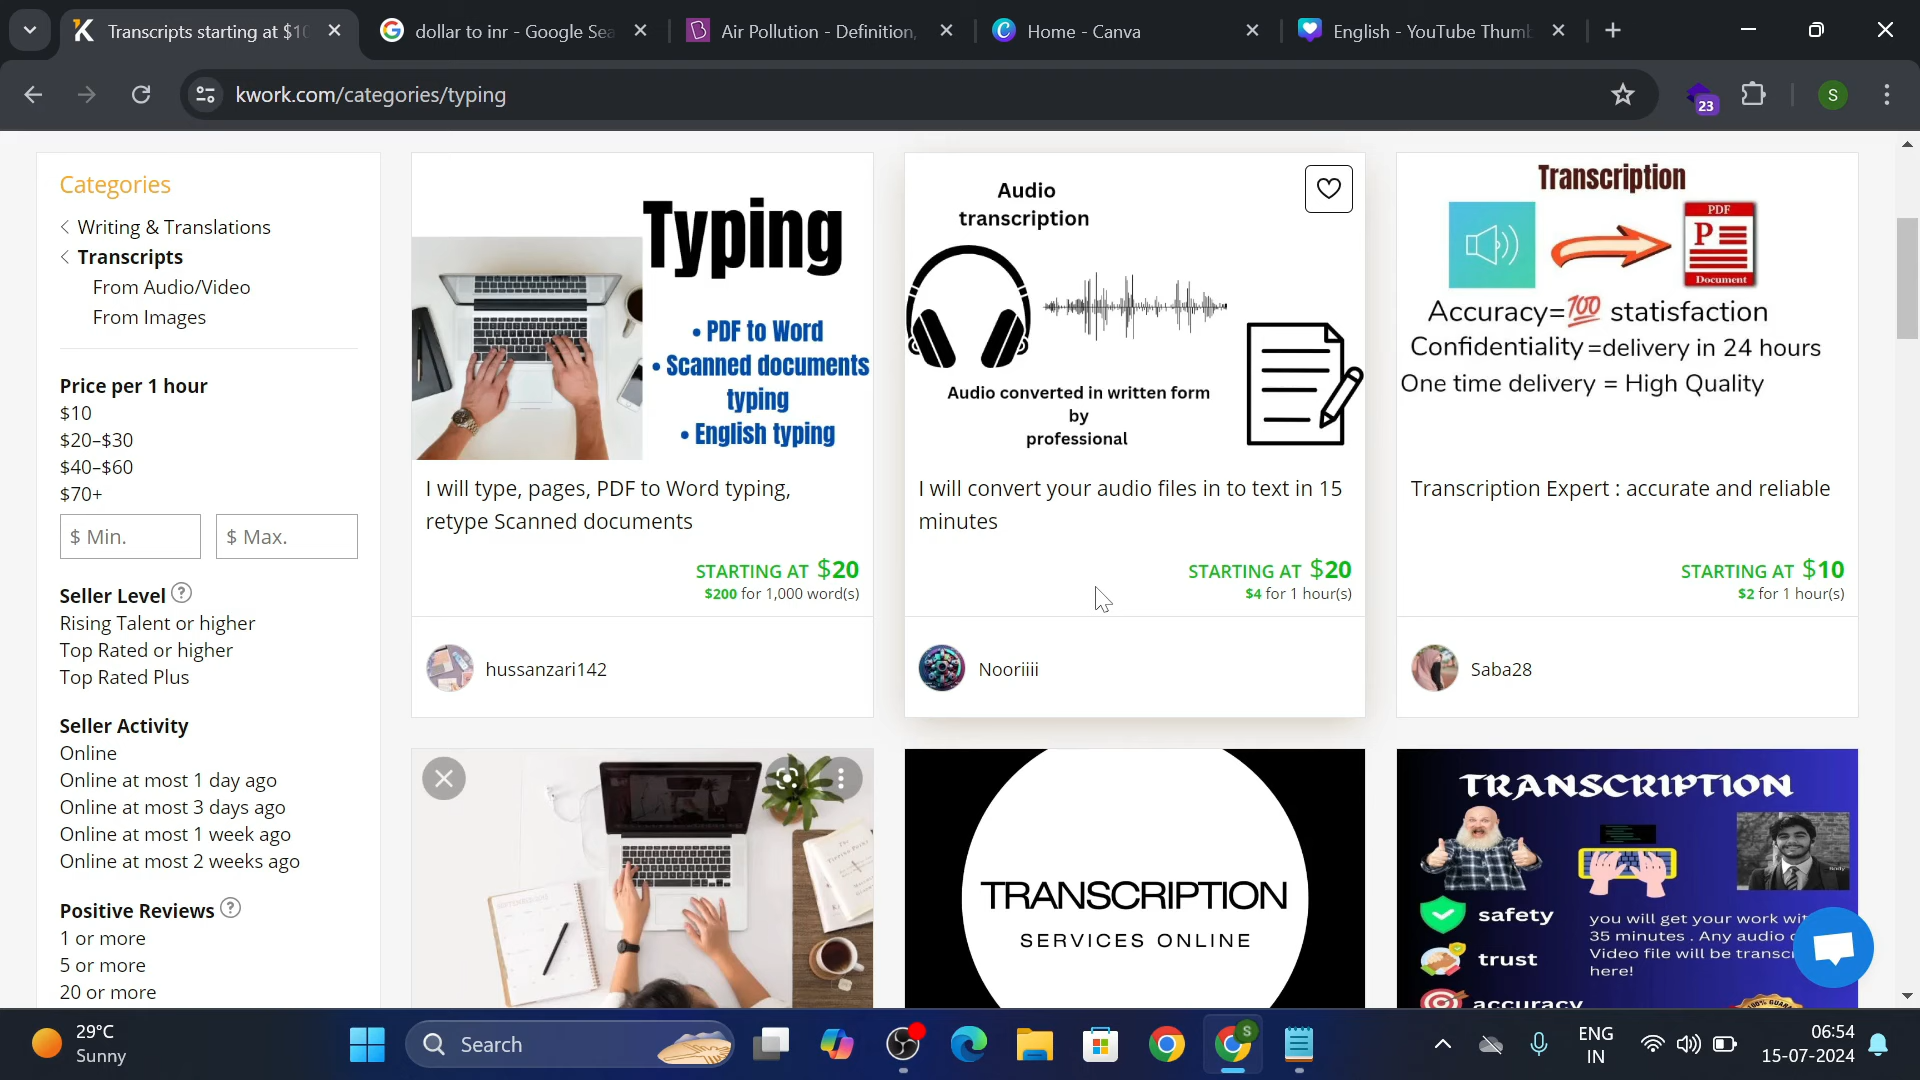 Transcripts starting at $10
dollar to inr - Google Sea
Air Pollution - Definition,
Home - Canva
English - YouTube Thumb
kwork.com/categories/typing
23
S
Categories
Writing & Translations
Transcripts
From Audio/Video
From Images
Price per 1 hour
$10
$20–$30
$40–$60
$70+
$ Min.
$ Max.
Seller Level ?
Rising Talent or higher
Top Rated or higher
Top Rated Plus
Seller Activity
Online
Online at most 1 day ago
Online at most 3 days ago
Online at most 1 week ago
Online at most 2 weeks ago
Positive Reviews ?
1 or more
5 or more
20 or more
Typing
• PDF to Word
• Scanned documents
typing
• English typing
I will type, pages, PDF to Word typing,
retype Scanned documents
STARTING AT $20
$200 for 1,000 word(s)
hussanzari142
Audio
transcription
Audio converted in written form
by
professional
I will convert your audio files in to text in 15
minutes
STARTING AT $20
$4 for 1 hour(s)
Nooriiii
Transcription
PDF
P
Document
Accuracy=100 statisfaction
Confidentiality =delivery in 24 hours
One time delivery = High Quality
Transcription Expert : accurate and reliable
STARTING AT $10
$2 for 1 hour(s)
Saba28
TRANSCRIPTION
SERVICES ONLINE
TRANSCRIPTION
safety
trust
accuracy
you will get your work wit
35 minutes . Any audio o
Video file will be transc
here!
29°C
Sunny
Search
S
ENG
IN
06:54
15-07-2024